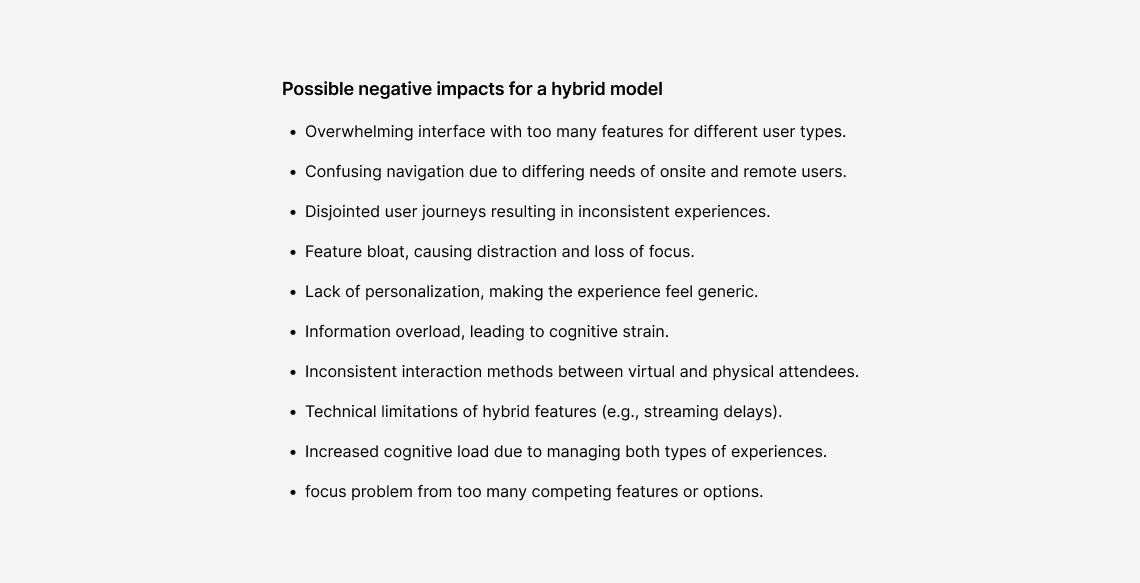 Possible negative impacts for a hybrid model
• Overwhelming interface with too many features for different user types.
• Confusing navigation due to differing needs of onsite and remote users.
• Disjointed user journeys resulting in inconsistent experiences.
• Feature bloat, causing distraction and loss of focus.
• Lack of personalization, making the experience feel generic.
• Information overload, leading to cognitive strain.
• Inconsistent interaction methods between virtual and physical attendees.
• Technical limitations of hybrid features (e.g., streaming delays).
• Increased cognitive load due to managing both types of experiences.
• focus problem from too many competing features or options.